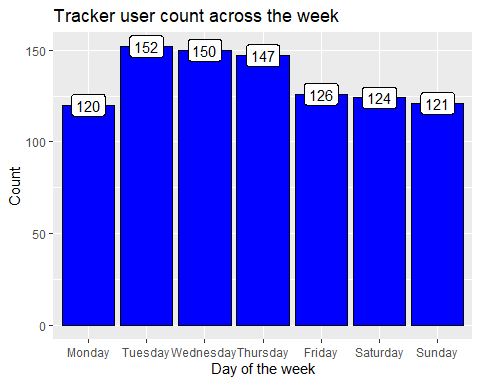 Tracker user count across the week
152
150
147
126
124
121
120
150
100
50
0
Count
Monday Tuesday Wednesday Thursday Friday Saturday Sunday
Day of the week